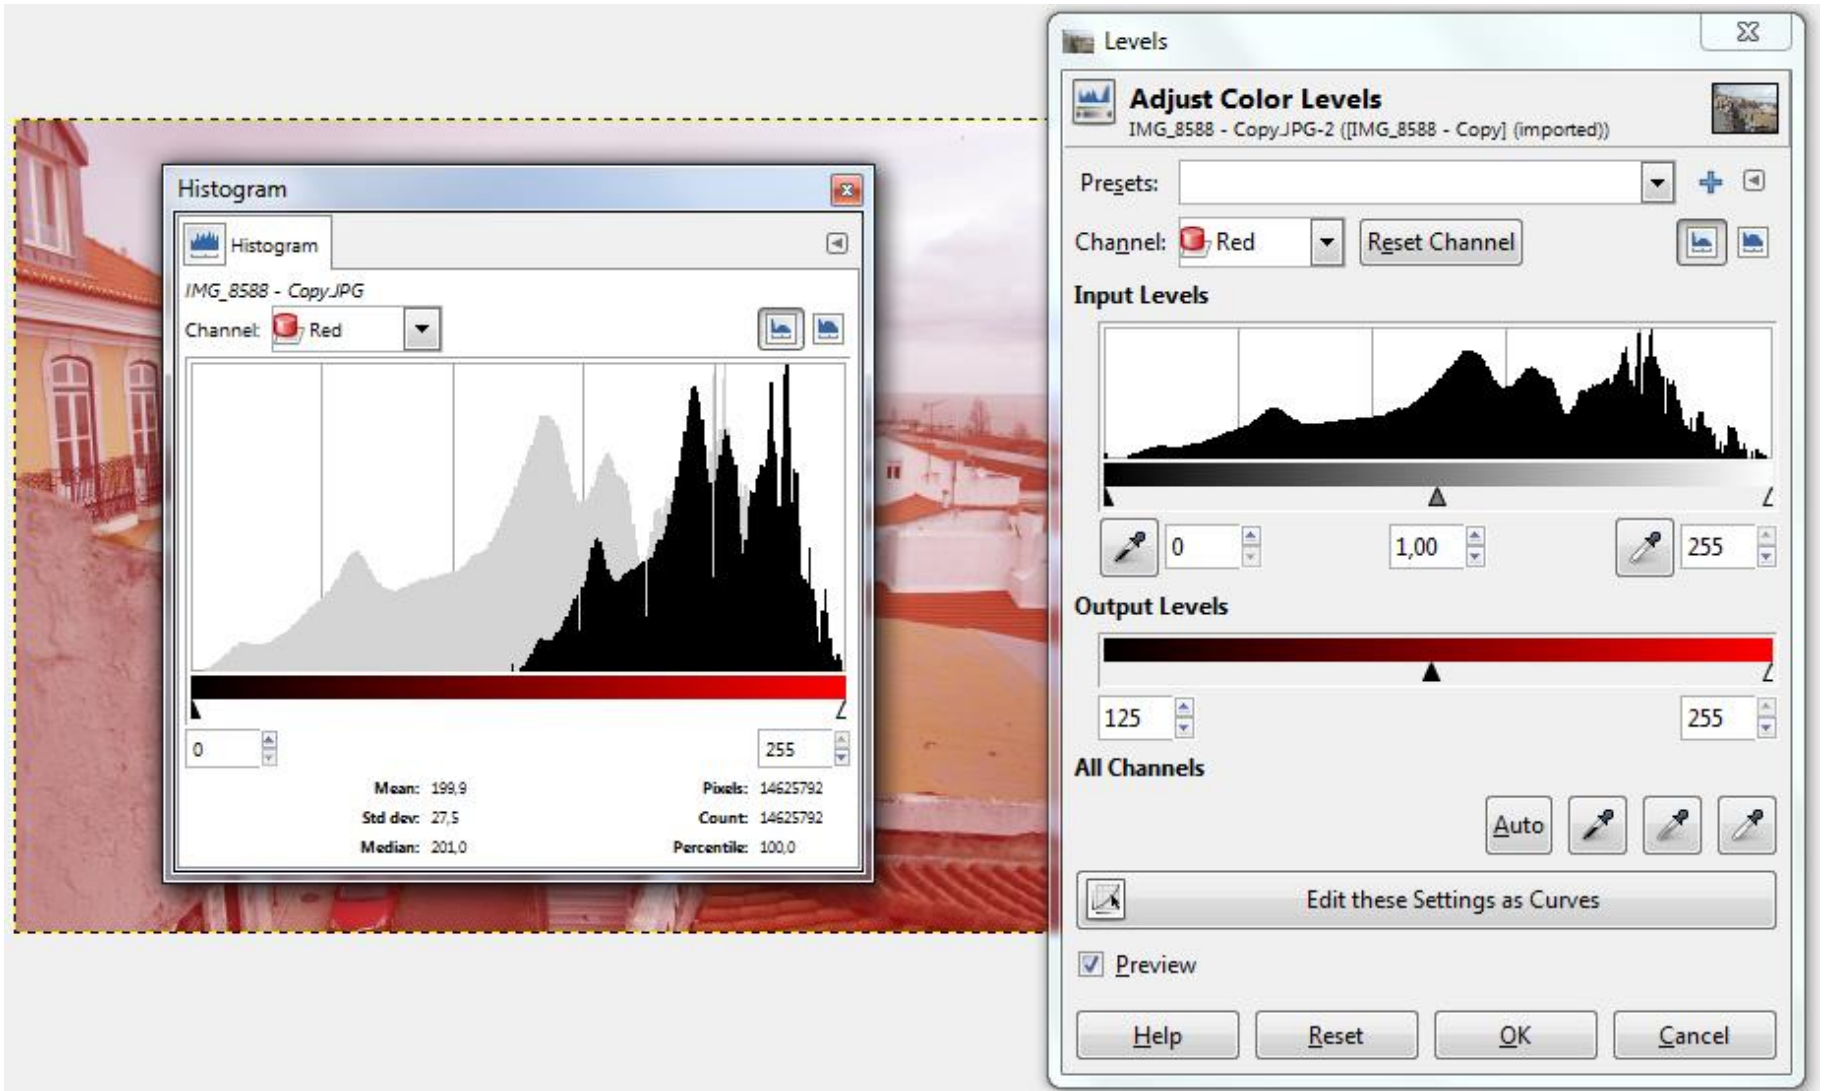 Histogram
Histogram
IMG_8588 - Copy.JPG
Channel: Red
0 255
Mean: 199,9 Pixels: 14625792
Std dev: 27,5 Count: 14625792
Median: 201,0 Percentile: 100,0
Levels
Adjust Color Levels
IMG_8588 - Copy.JPG-2 ([IMG_8588 - Copy] (imported))
Presets:
Channel: Red Reset Channel
Input Levels
0 1,00 255
Output Levels
125 255
All Channels
Auto
Edit these Settings as Curves
Preview
Help Reset OK Cancel